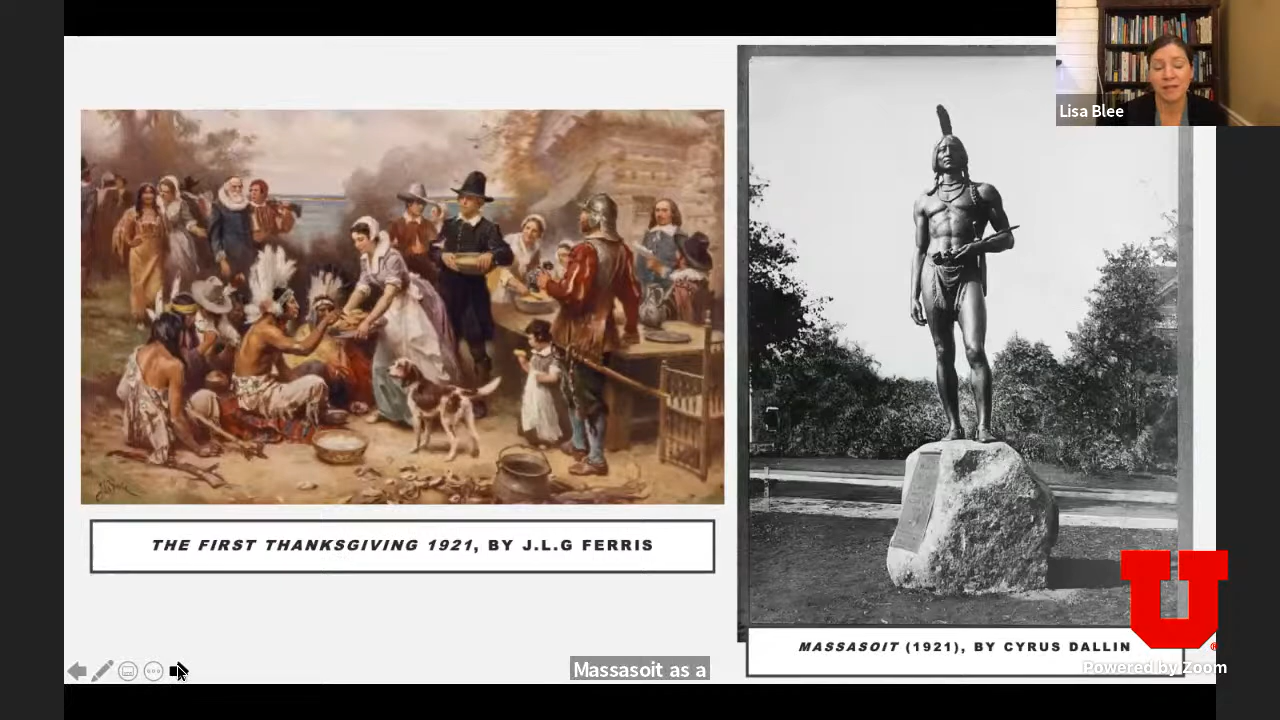 Lisa Blee
THE FIRST THANKSGIVING 1921, BY J.L.G FERRIS
MASSASOIT (1921), BY CYRUS DALLIN
Massasoit as a
U
Powered by Zoom